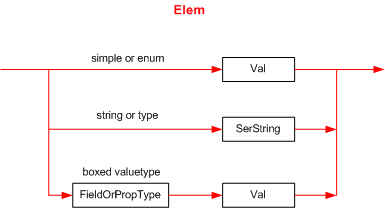 Elem
simple or enum
Val
string or type
SerString
boxed valuetype
FieldOrPropType
Val